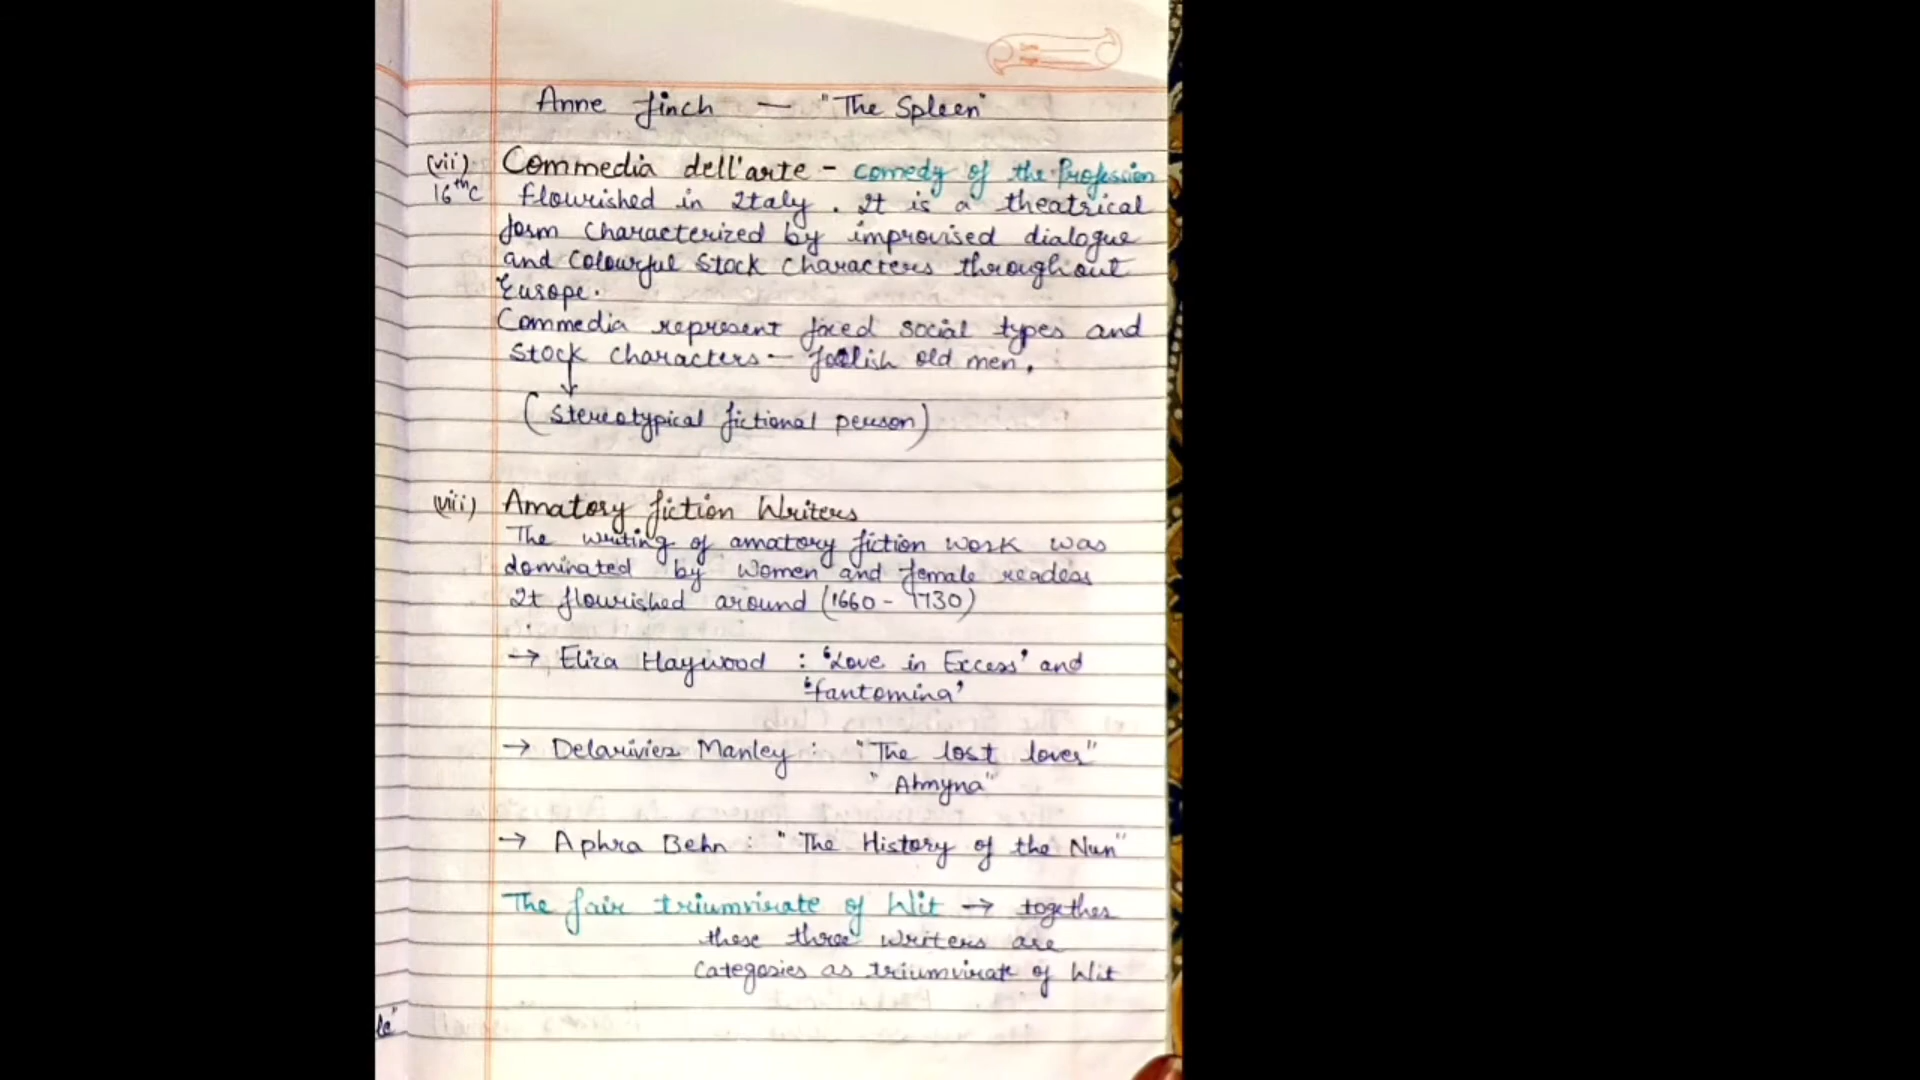 Anne Finch — "The Spleen"
(vii) Commedia dell'arte - comedy of the Profession
16thC flourished in Italy. It is a theatrical
form characterized by improvised dialogue
and colourful stock characters throughout
Europe.
Commedia represent fixed social types and
stock characters - foolish old men.
↓
(stereotypical fictional person)
(viii) Amatory fiction Writers
The writing of amatory fiction work was
dominated by women and female readers
It flourished around (1660 - 1730)
→ Eliza Haywood : 'Love in Excess' and
'fantomina'
→ Delarivier Manley : "The lost lover"
"Almyna"
→ Aphra Behn : "The History of the Nun"
The fair triumvirate of Wit → together
these three writers are
categories as triumvirate of Wit